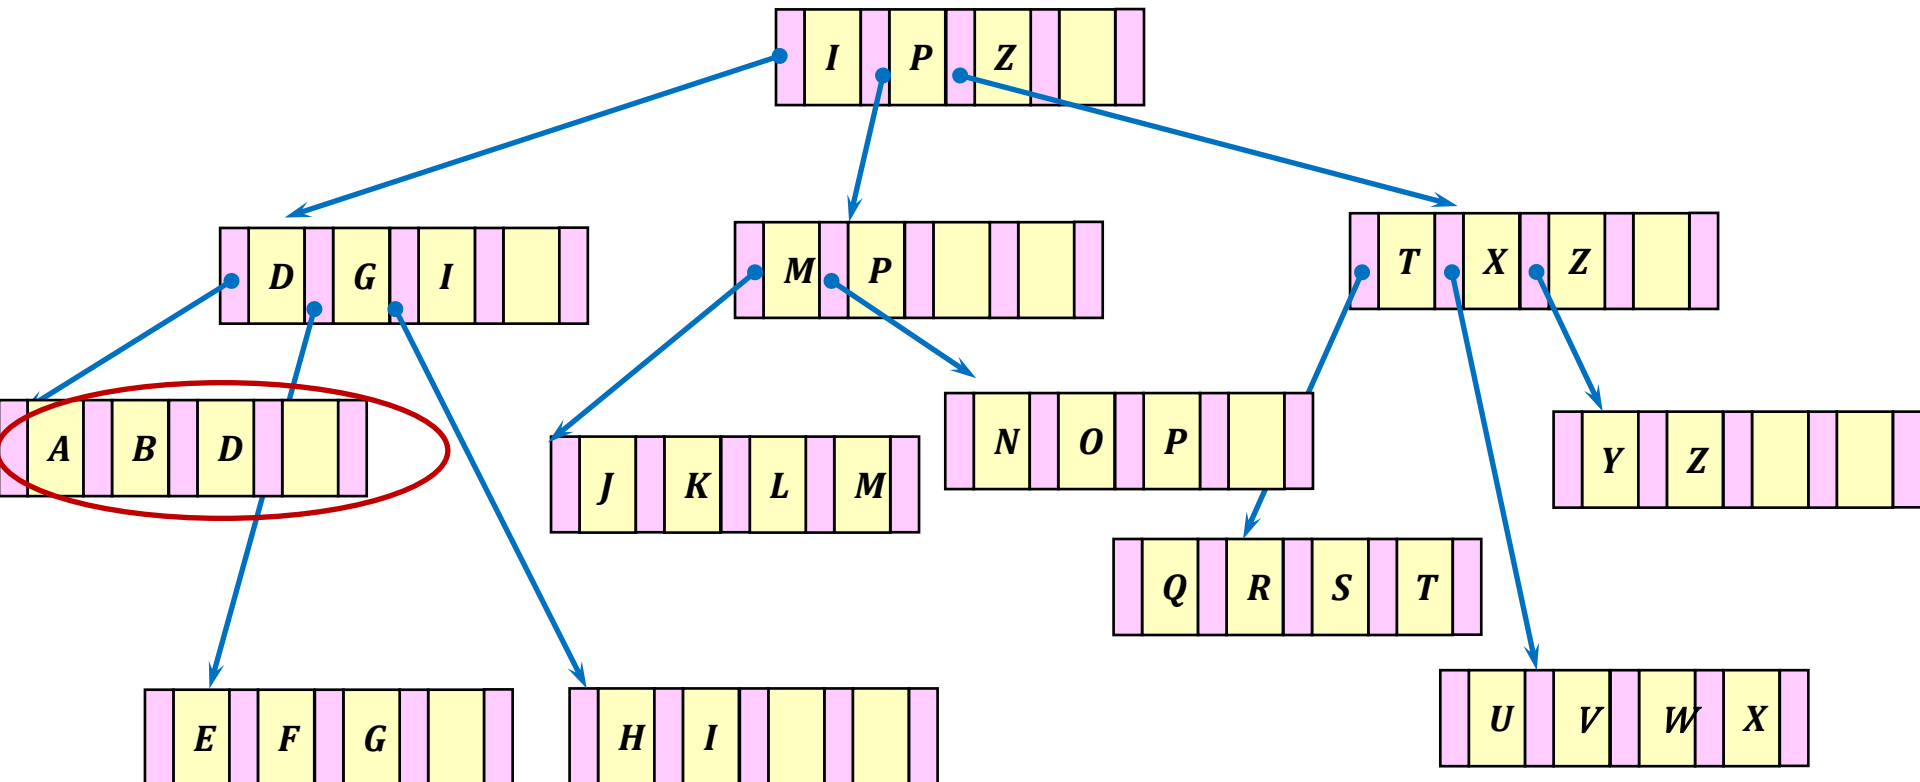 I P Z
D G I
M P
T X Z
A B D
J K L M
N O P
Y Z
Q R S T
E F G
H I
U V W X